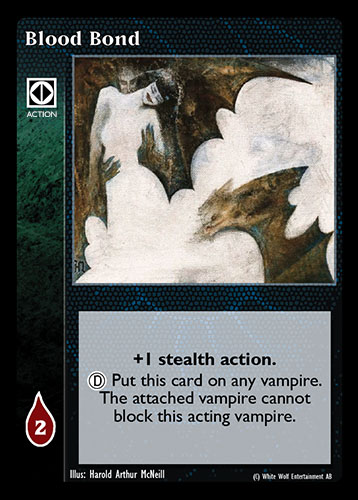 Blood Bond
ACTION
+1 stealth action.
D Put this card on any vampire.
The attached vampire cannot
block this acting vampire.
2
Illus: Harold Arthur McNeill
(C) White Wolf Entertainment AB